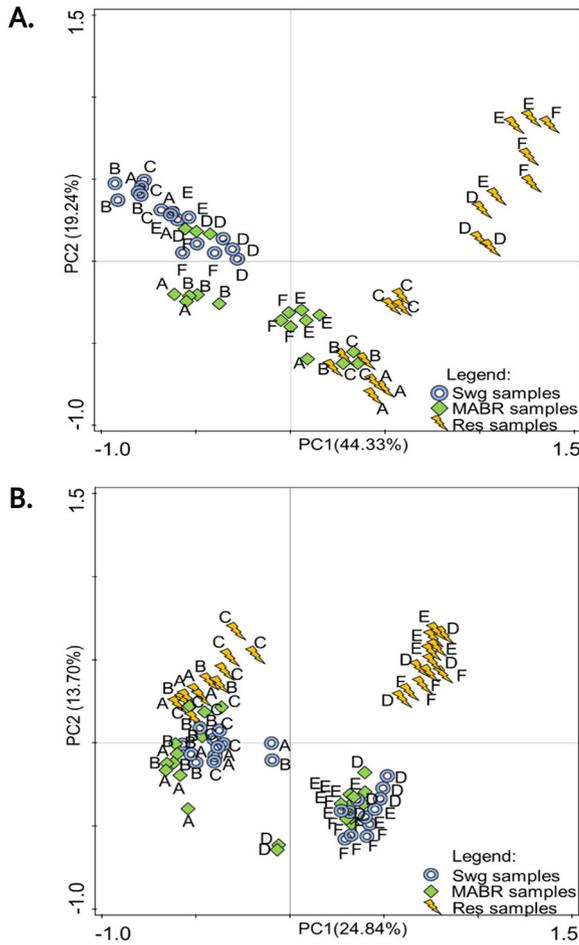 A.
1.5
E E F
F
F
E
D
D D
B C
A E
C
B B A E
C D D
E A D D
F D
F F D
A B B B
A
C C
C
F E
E
F F E
A
B C B
B C C A
A
A
PC2 (19.24%)
Legend:
Swg samples
MABR samples
Res samples
-1.0
-1.0 PC1(44.33%) 1.5
B.
1.5
C
C C
E D
E E
D D
E F
D F
B C
A A B
A A C
C
B B C
B C
A B C A
A B
A
A
B
D
D
D
E E D
E E D
E E
F F F
F F
PC2 (13.70%)
Legend:
Swg samples
MABR samples
Res samples
-1.0
-1.0 PC1(24.84%) 1.5